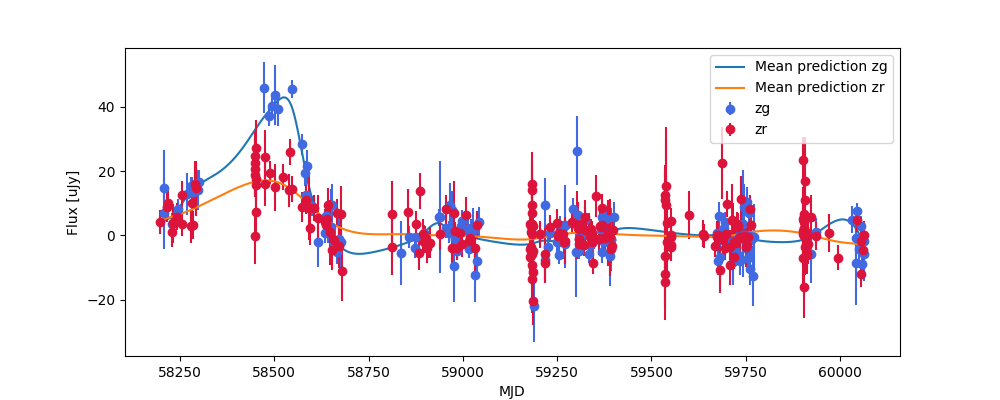 Mean prediction zg
Mean prediction zr
zg
zr
Flux [uJy]
40
20
0
−20
58250 58500 58750 59000 59250 59500 59750 60000
MJD